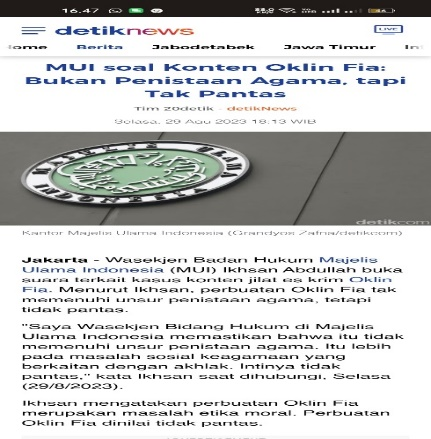 16.47
detiknews
LIVE
ome Berita Jabodetabek Jawa Timur In
MUI soal Konten Oklin Fia:
Bukan Penistaan Agama, tapi
Tak Pantas
Tim 20detik - detikNews
Selasa, 29 Agu 2023 18:13 WIB
MAJELIS ULAMA
INDONESIA
detikcom
Kantor Majelis Ulama Indonesia (Grandyos Zafna/detikcom)
Jakarta - Wasekjen Badan Hukum Majelis
Ulama Indonesia (MUI) Ikhsan Abdullah buka
suara terkait kasus konten jilat es krim Oklin
Fia. Menurut Ikhsan, perbuatan Oklin Fia tak
memenuhi unsur penistaan agama, tetapi
tidak pantas.
"Saya Wasekjen Bidang Hukum di Majelis
Ulama Indonesia memastikan bahwa itu tidak
memenuhi unsur penistaan agama. Itu lebih
pada masalah sosial keagamaan yang
berkaitan dengan akhlak. Intinya tidak
pantas," kata Ikhsan saat dihubungi, Selasa
(29/8/2023).
Ikhsan mengatakan perbuatan Oklin Fia
merupakan masalah etika moral. Perbuatan
Oklin Fia dinilai tidak pantas.